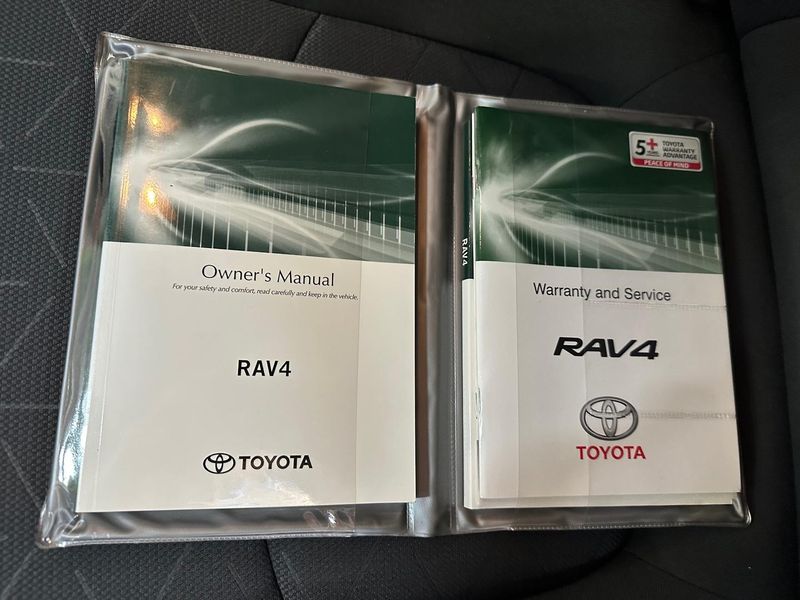 Owner's Manual
For your safety and comfort, read carefully and keep in the vehicle.
RAV4
TOYOTA
RAV4
5+
TOYOTA
WARRANTY
ADVANTAGE
PEACE OF MIND
Warranty and Service
RAV4
TOYOTA